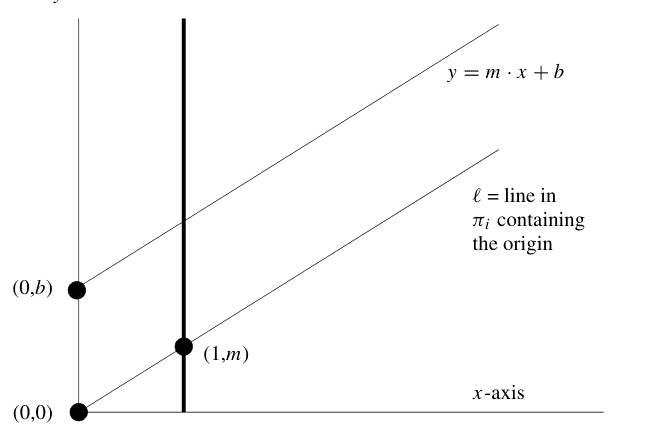 y = m · x + b
ℓ = line in
πᵢ containing
the origin
(0,b)
(1,m)
x-axis
(0,0)